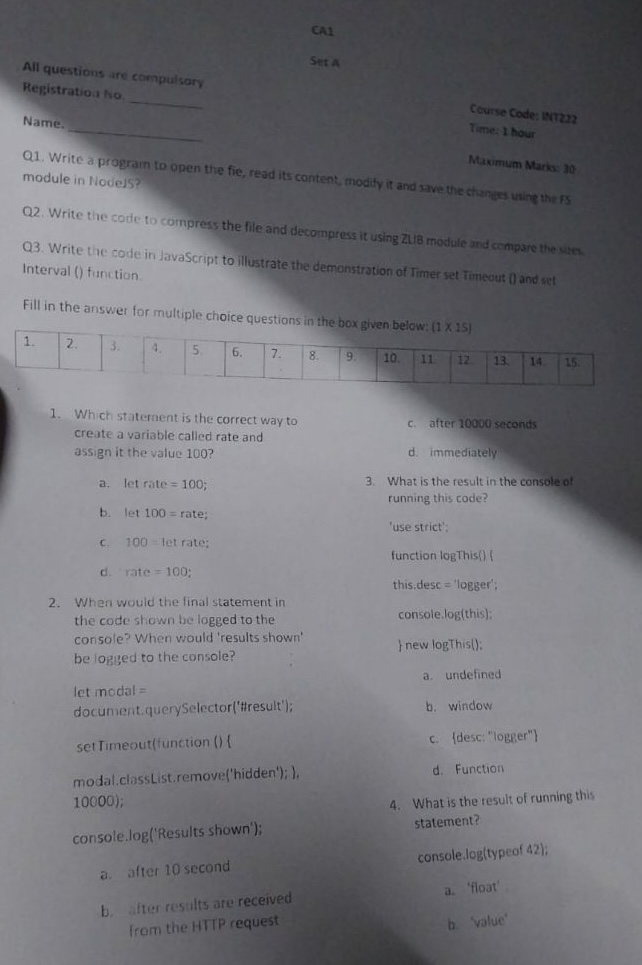 CA1
Set A
All questions are compulsory
Registration No.
Course Code: INT222
Name.
Time: 1 hour
Maximum Marks: 30
Q1. Write a program to open the fie, read its content, modify it and save the changes using the FS
module in NodeJS?
Q2. Write the code to compress the file and decompress it using ZLIB module and compare the sizes.
Q3. Write the code in JavaScript to illustrate the demonstration of Timer set Timeout () and set
Interval () function.
Fill in the answer for multiple choice questions in the box given below: (1 X 15)
1. 2. 3. 4. 5. 6. 7. 8. 9. 10. 11. 12. 13. 14. 15.
1. Which statement is the correct way to
create a variable called rate and
assign it the value 100?
a. let rate = 100;
b. let 100 = rate;
c. 100 = let rate;
d. rate = 100;
2. When would the final statement in
the code shown be logged to the
console? When would 'results shown'
be logged to the console?
let modal =
document.querySelector('#result');
setTimeout(function () {
modal.classList.remove('hidden'); },
10000);
console.log('Results shown');
a. after 10 second
b. after results are received
from the HTTP request
c. after 10000 seconds
d. immediately
3. What is the result in the console of
running this code?
'use strict';
function logThis() {
this.desc = 'logger';
console.log(this);
} new logThis();
a. undefined
b. window
c. {desc: "logger"}
d. Function
4. What is the result of running this
statement?
console.log(typeof 42);
a. 'float'
b. 'value'